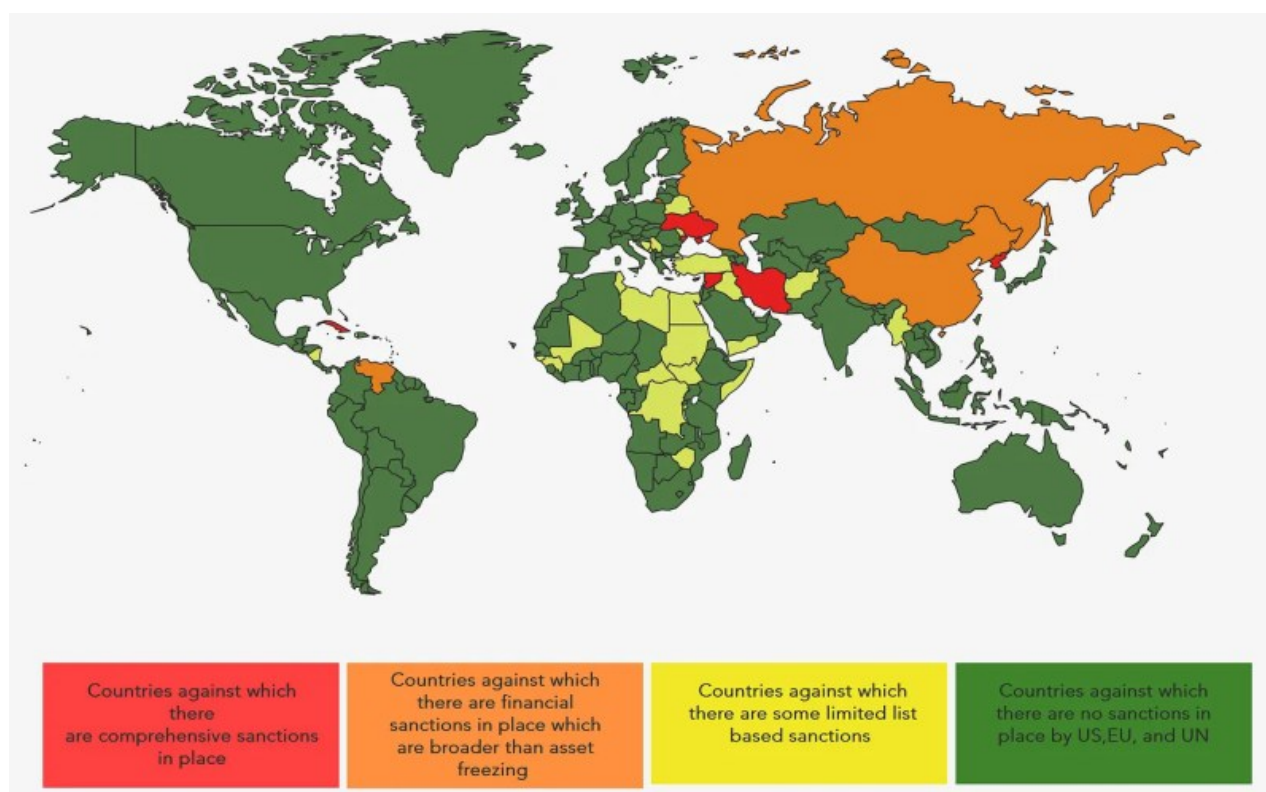 Countries against which
there
are comprehensive sanctions
in place
Countries against which
there are financial
sanctions in place which
are broader than asset
freezing
Countries against which
there are some limited list
based sanctions
Countries against which
there are no sanctions in
place by US,EU, and UN